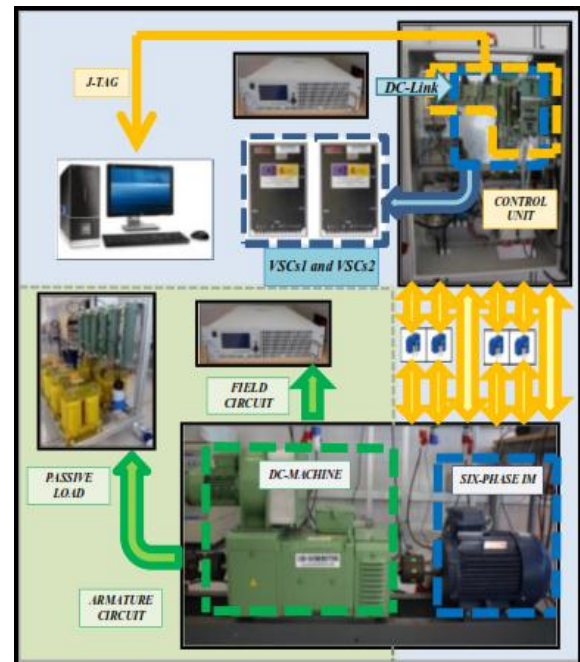 J-TAG
DC-Link
CONTROL
UNIT
VSCs1 and VSCs2
FIELD
CIRCUIT
PASSIVE
LOAD
DC-MACHINE
SIX-PHASE IM
ARMATURE
CIRCUIT